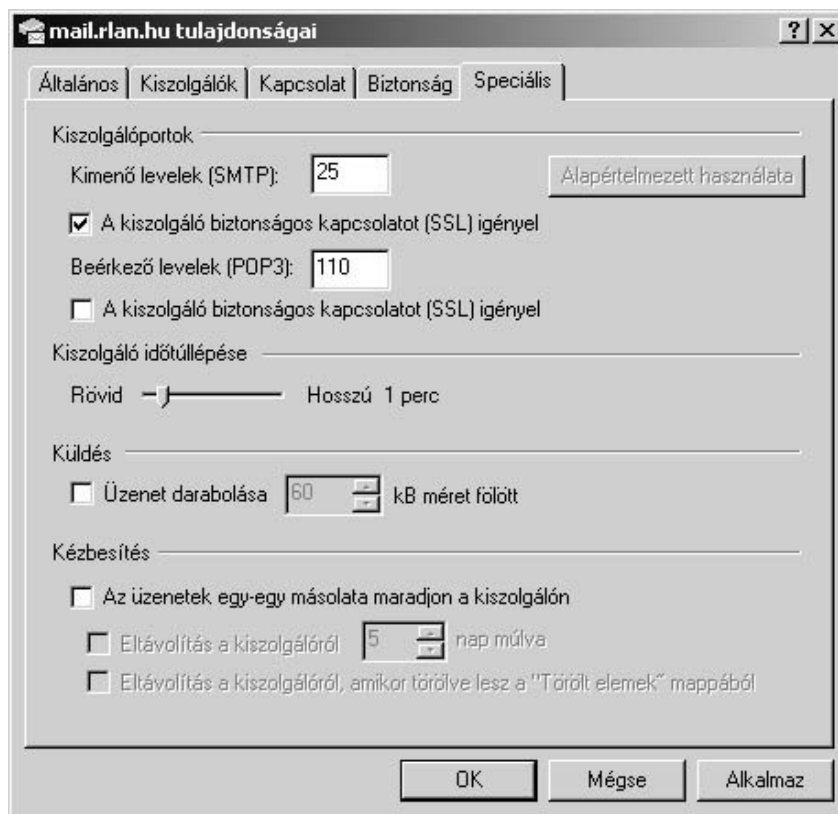 mail.rlan.hu tulajdonságai
Általános Kiszolgálók Kapcsolat Biztonság Speciális
Kiszolgálóportok
Kimenő levelek (SMTP): 25 Alapértelmezett használata
A kiszolgáló biztonságos kapcsolatot (SSL) igényel
Beérkező levelek (POP3): 110
A kiszolgáló biztonságos kapcsolatot (SSL) igényel
Kiszolgáló időtúllépése
Rövid Hosszú 1 perc
Küldés
Üzenet darabolása 60 kB méret fölött
Kézbesítés
Az üzenetek egy-egy másolata maradjon a kiszolgálón
Eltávolítás a kiszolgálóról 5 nap múlva
Eltávolítás a kiszolgálóról, amikor törölve lesz a "Törölt elemek" mappából
OK Mégse Alkalmaz